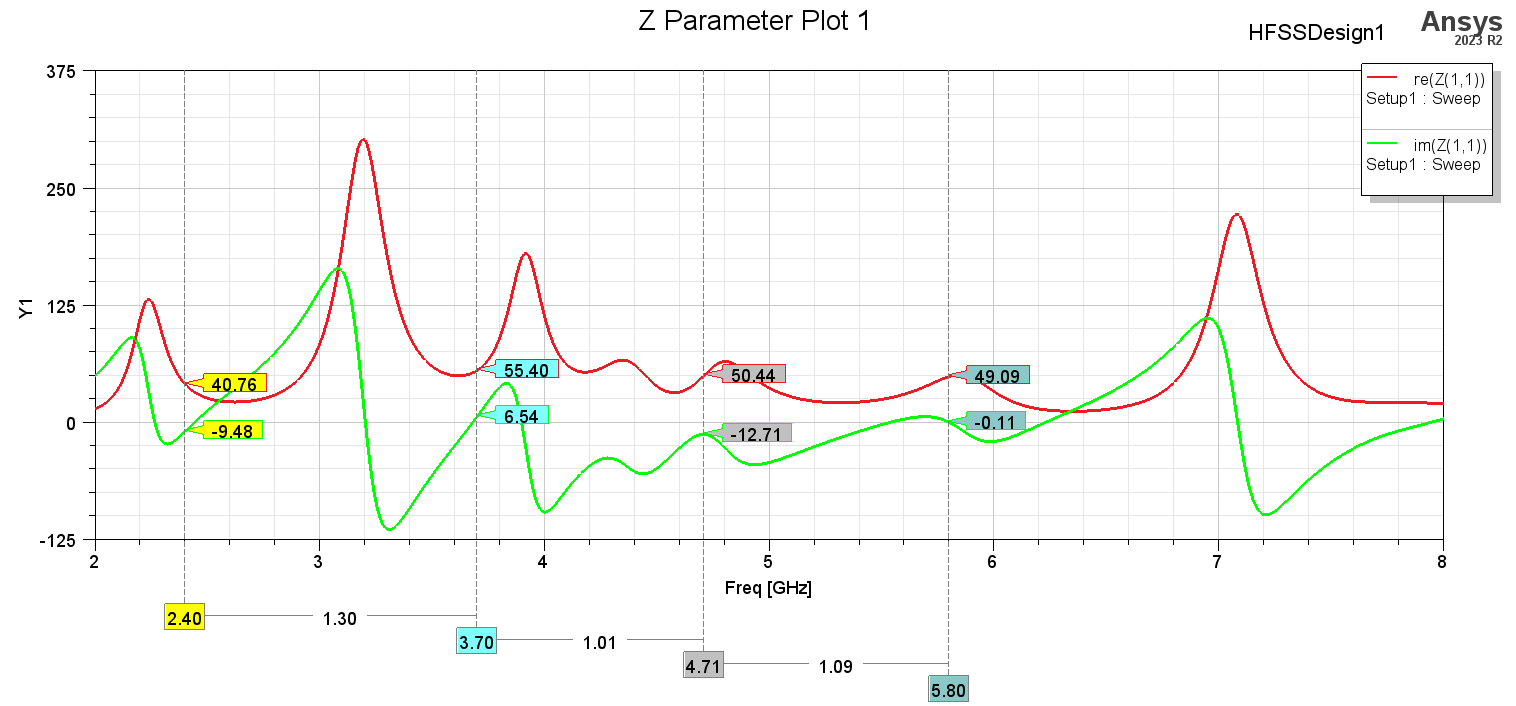 Z Parameter Plot 1
HFSSDesign1
Ansys
2023 R2
re(Z(1,1))
Setup1 : Sweep
im(Z(1,1))
Setup1 : Sweep
375
250
125
0
-125
Y1
40.76
-9.48
55.40
6.54
50.44
-12.71
49.09
-0.11
2 3 4 5 6 7 8
Freq [GHz]
2.40 1.30
3.70 1.01
4.71 1.09
5.80